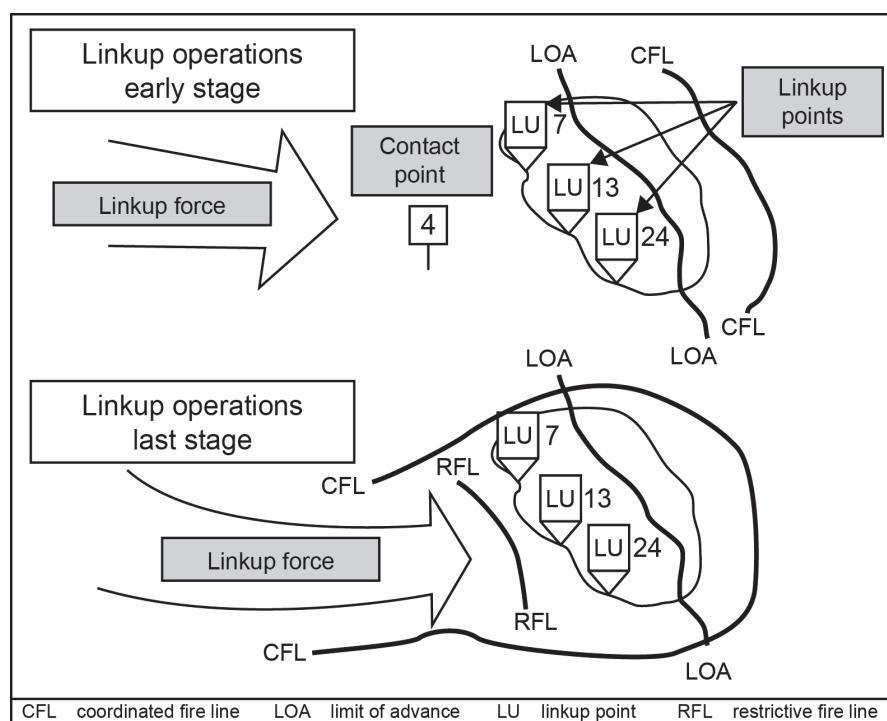 Linkup operations
early stage
LOA
CFL
Linkup
points
Contact
point
LU 7
LU 13
Linkup force
4
LU 24
CFL
LOA
LOA
Linkup operations
last stage
LU 7
RFL
CFL
LU 13
LU 24
Linkup force
RFL
CFL
LOA
CFL coordinated fire line LOA limit of advance LU linkup point RFL restrictive fire line